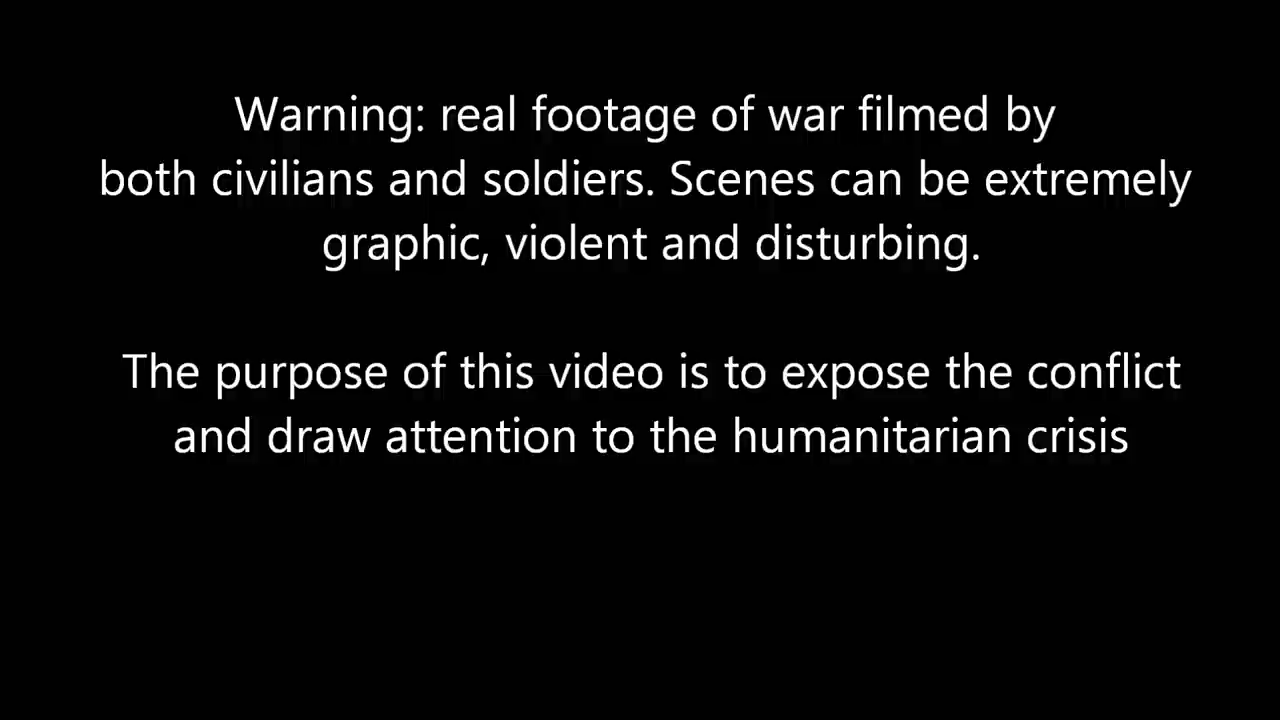 Warning: real footage of war filmed by
both civilians and soldiers. Scenes can be extremely
graphic, violent and disturbing.
The purpose of this video is to expose the conflict
and draw attention to the humanitarian crisis